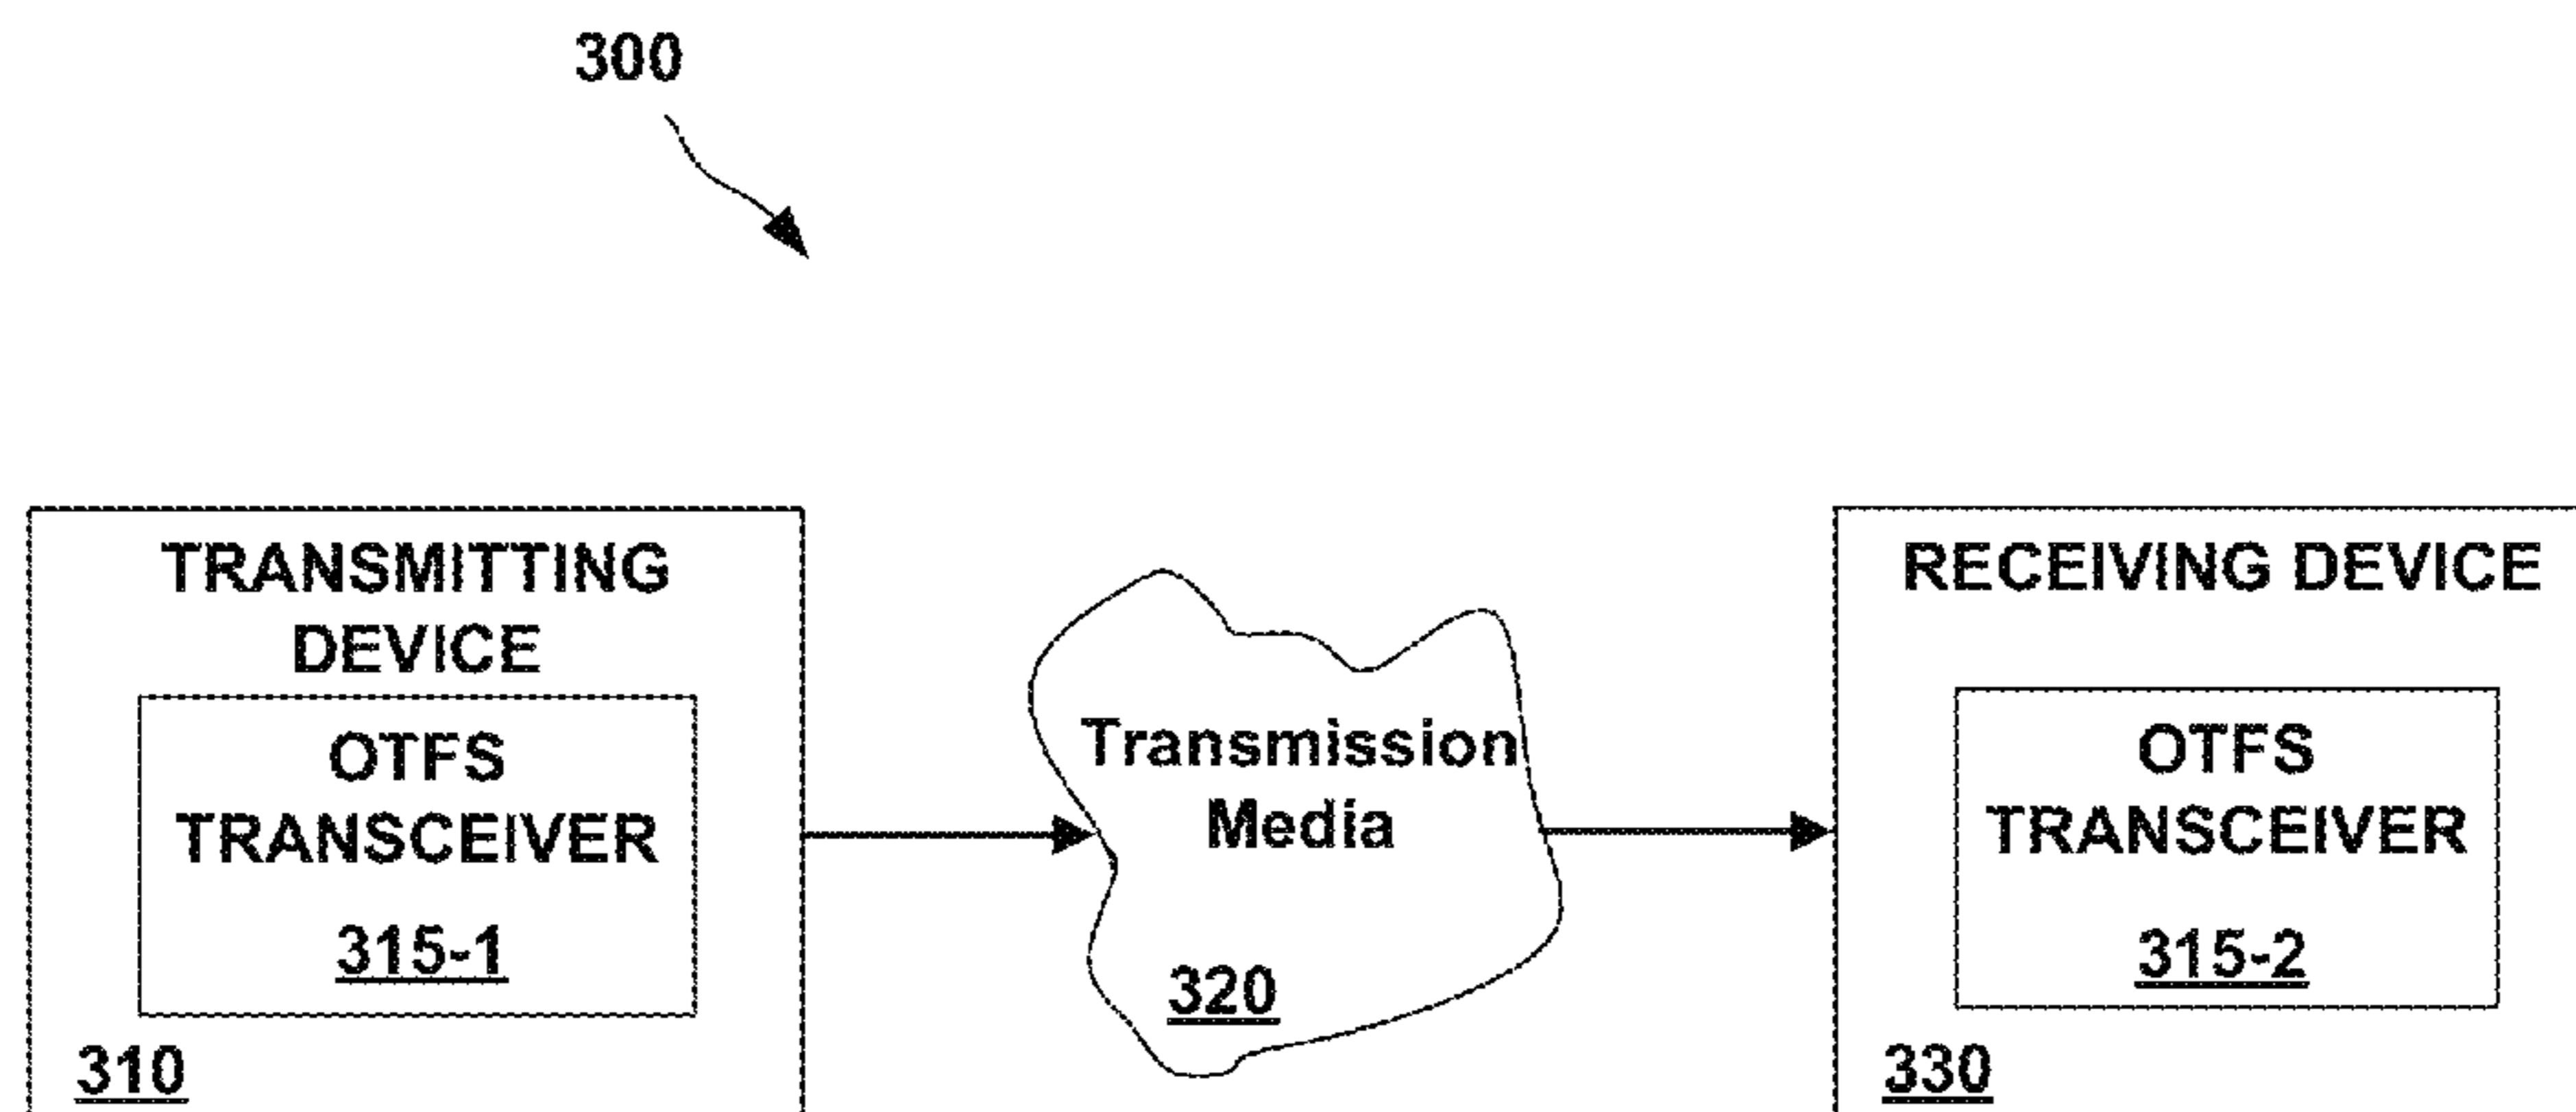 300
TRANSMITTING
DEVICE
OTFS
TRANSCEIVER
315-1
310
Transmission
Media
320
RECEIVING DEVICE
OTFS
TRANSCEIVER
315-2
330